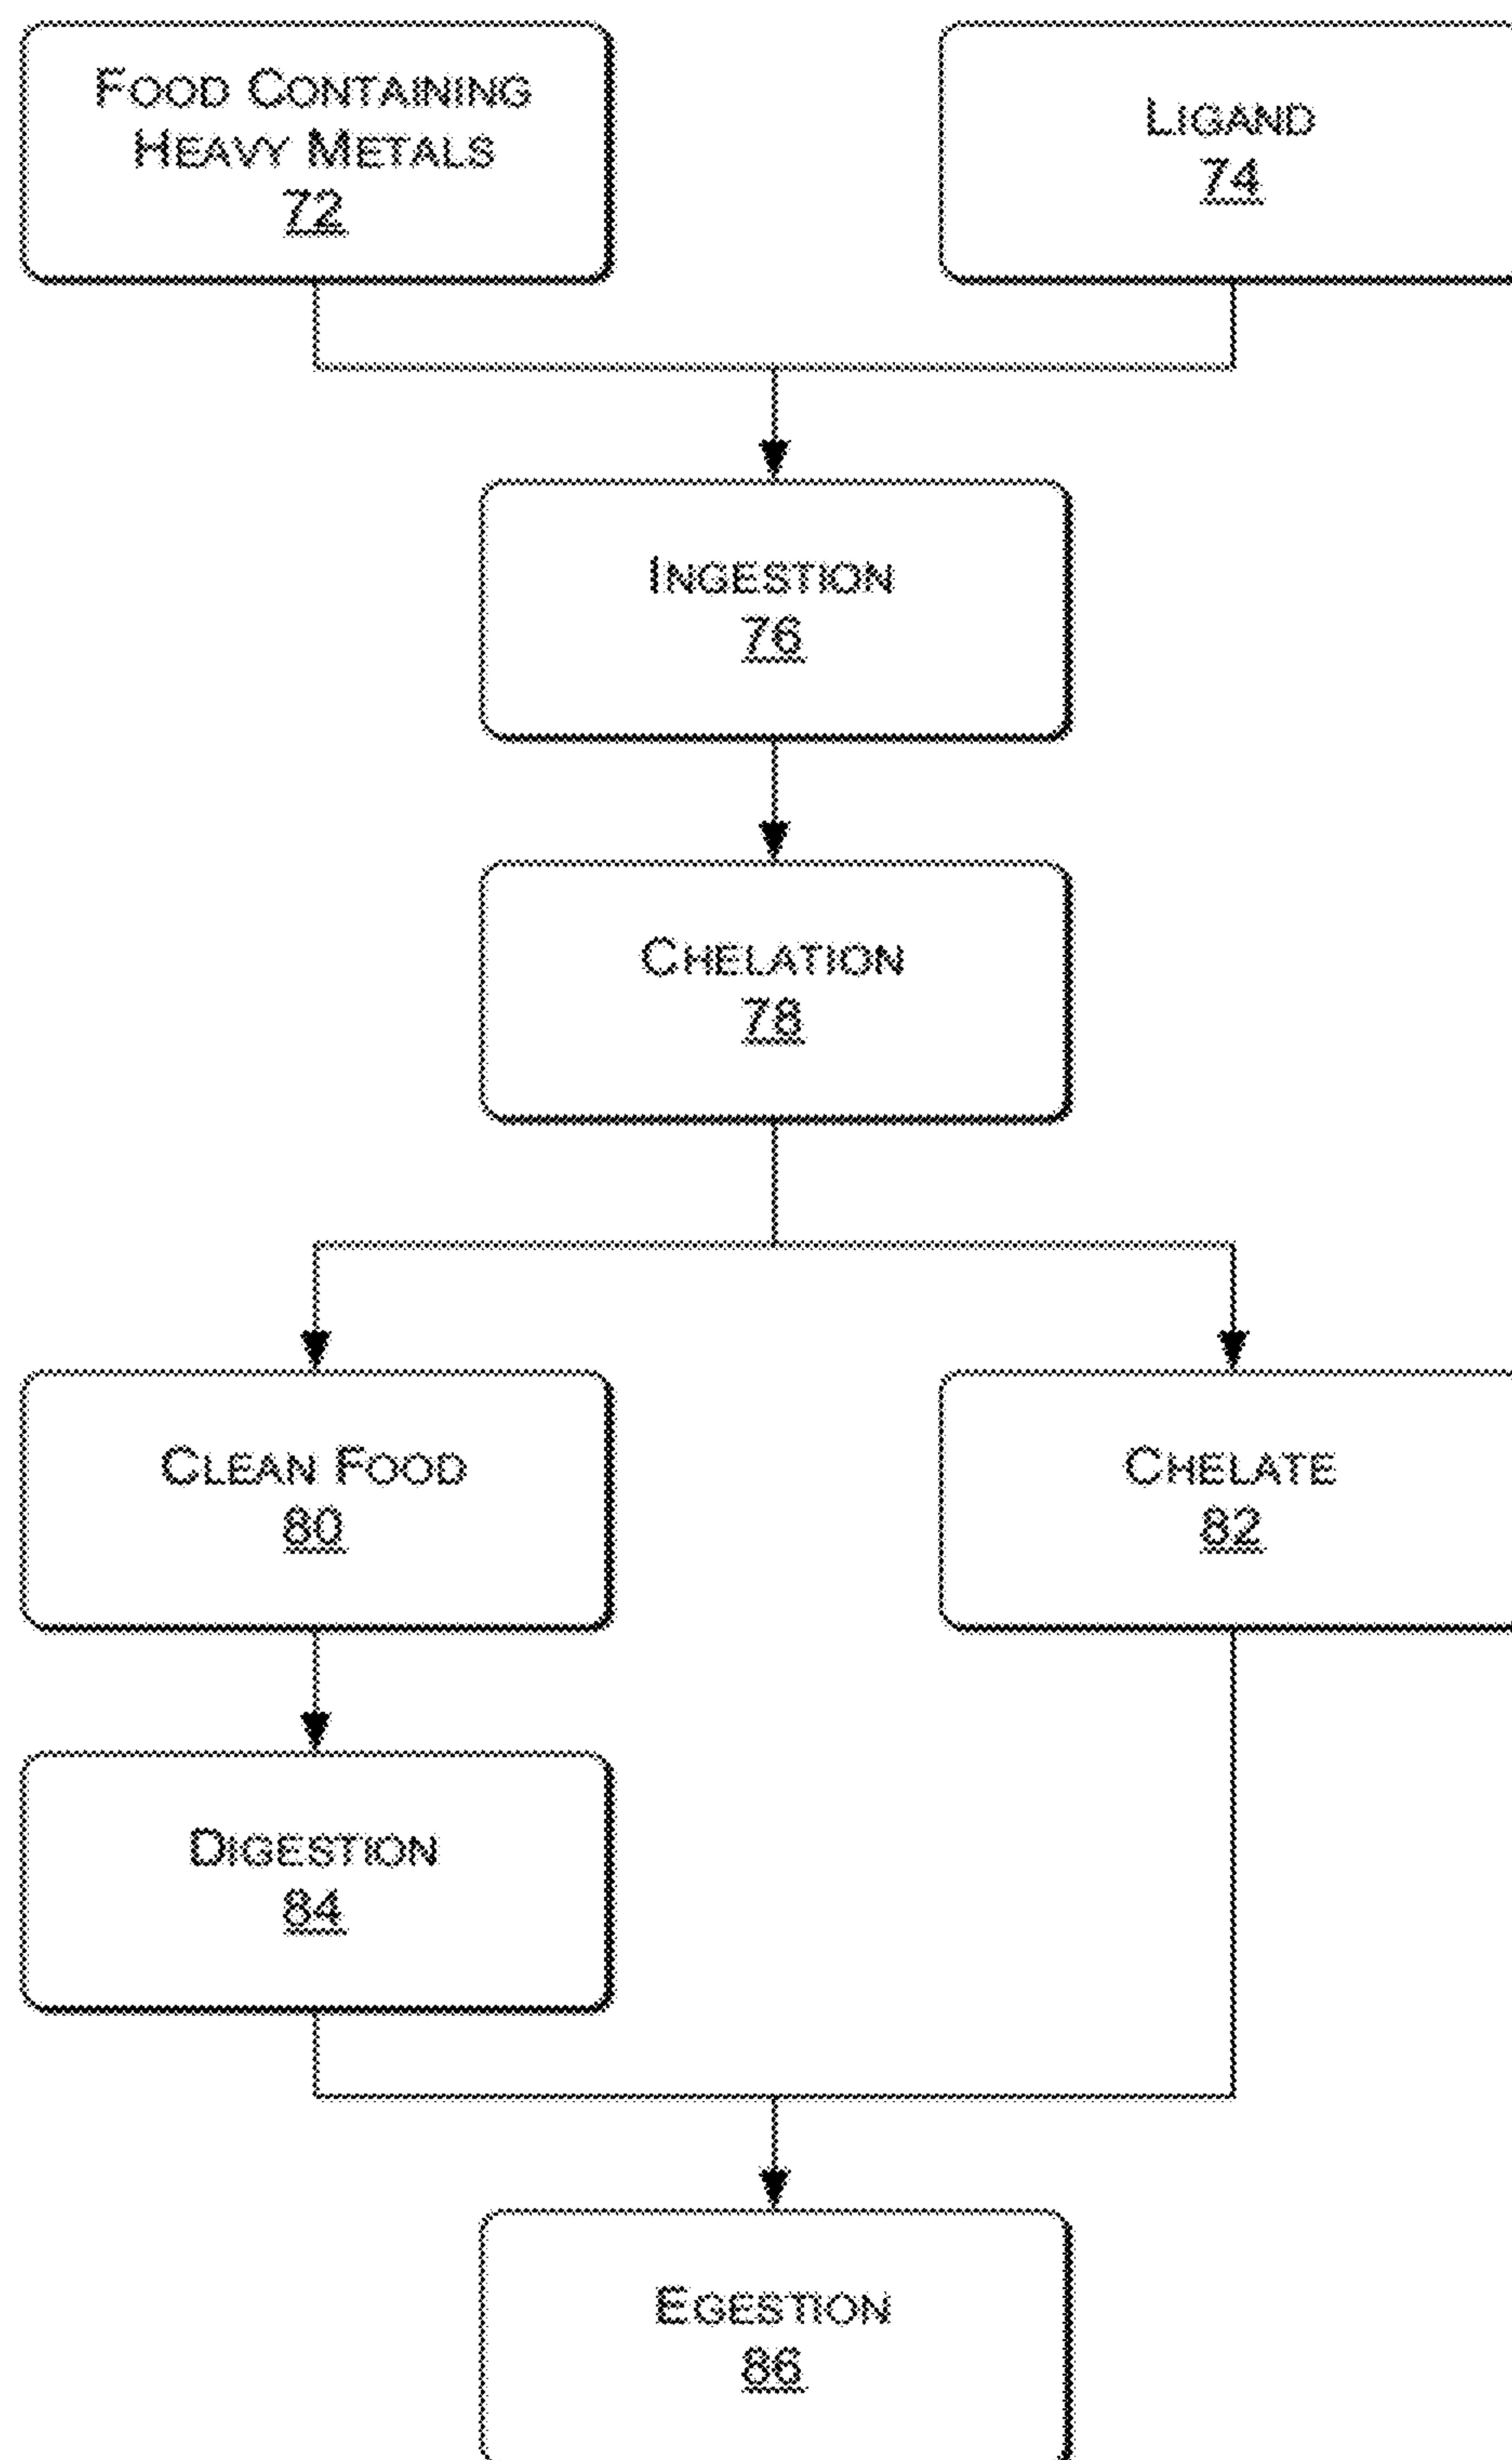 FOOD CONTAINING
HEAVY METALS
72
LIGAND
74
INGESTION
76
CHELATION
78
CLEAN FOOD
80
CHELATE
82
DIGESTION
84
EGESTION
86